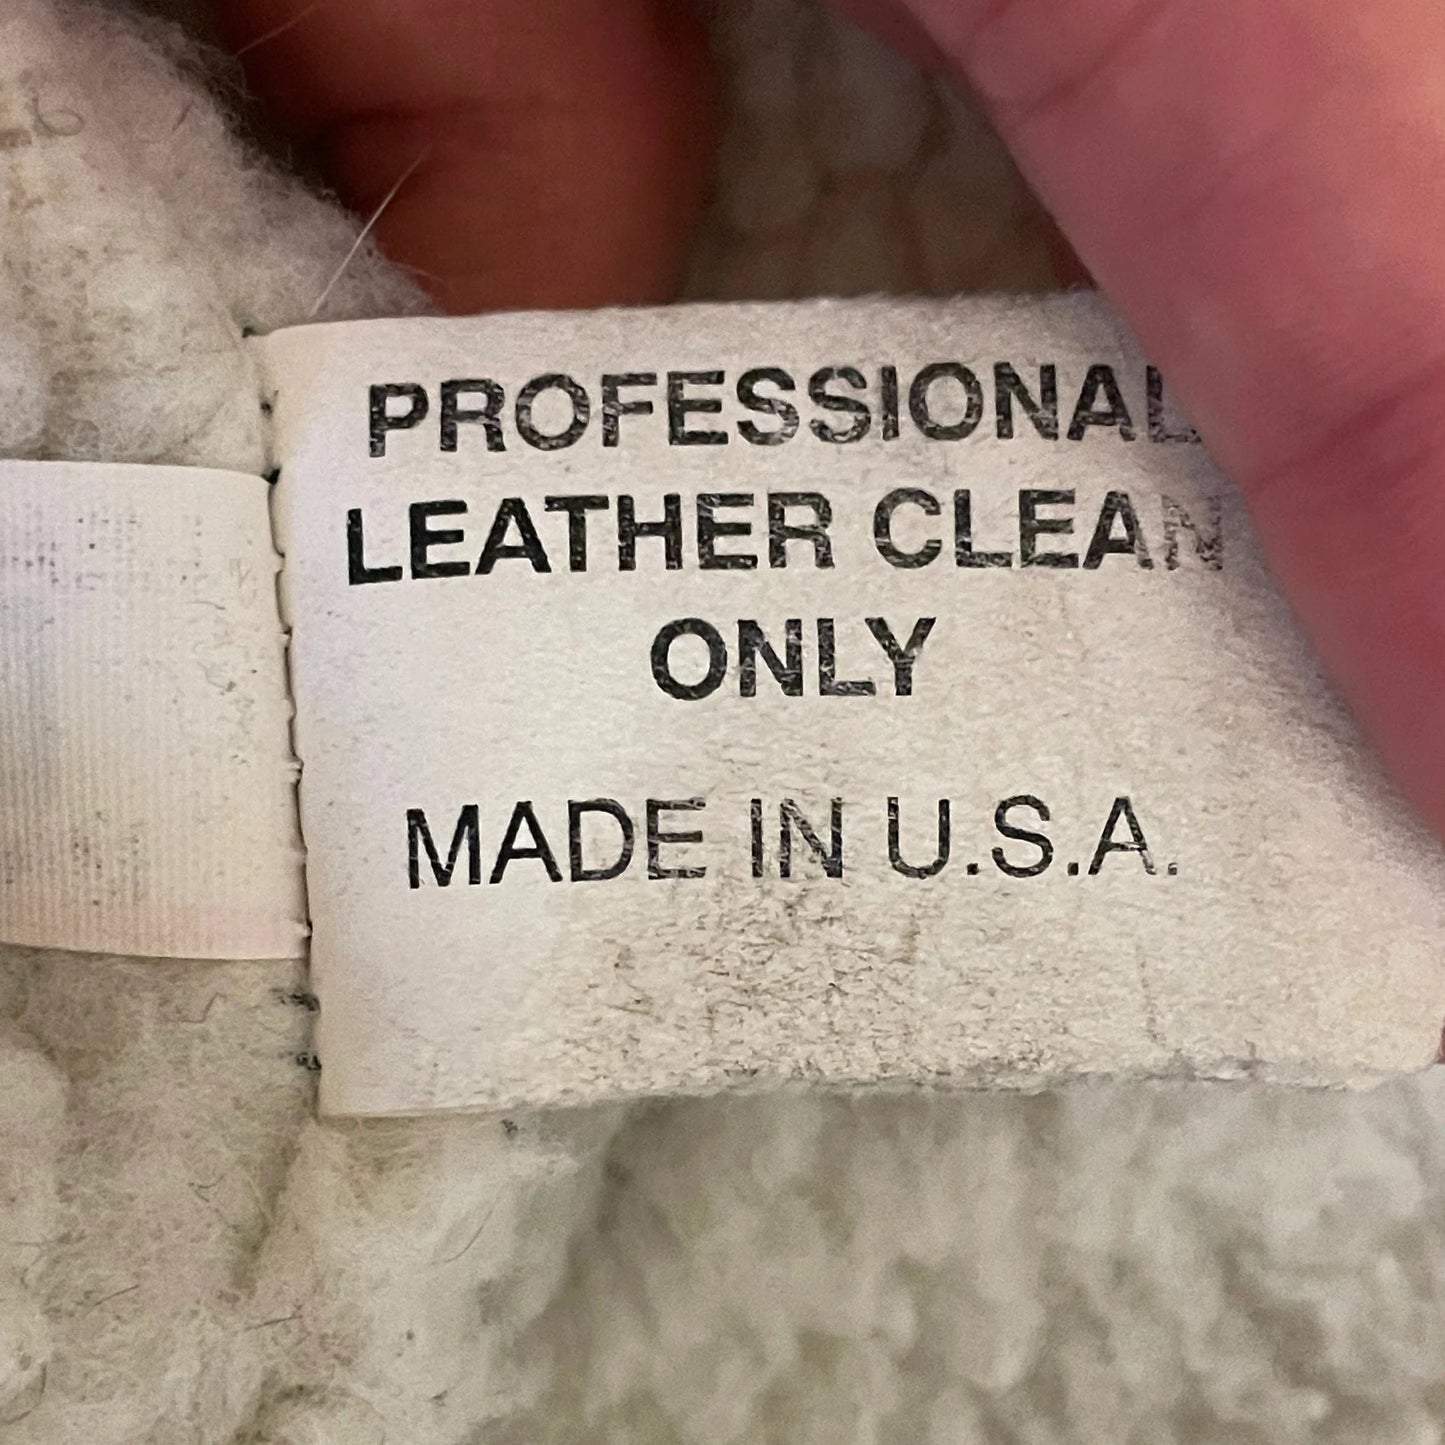 PROFESSIONAL
LEATHER CLEAN
ONLY
MADE IN U.S.A.